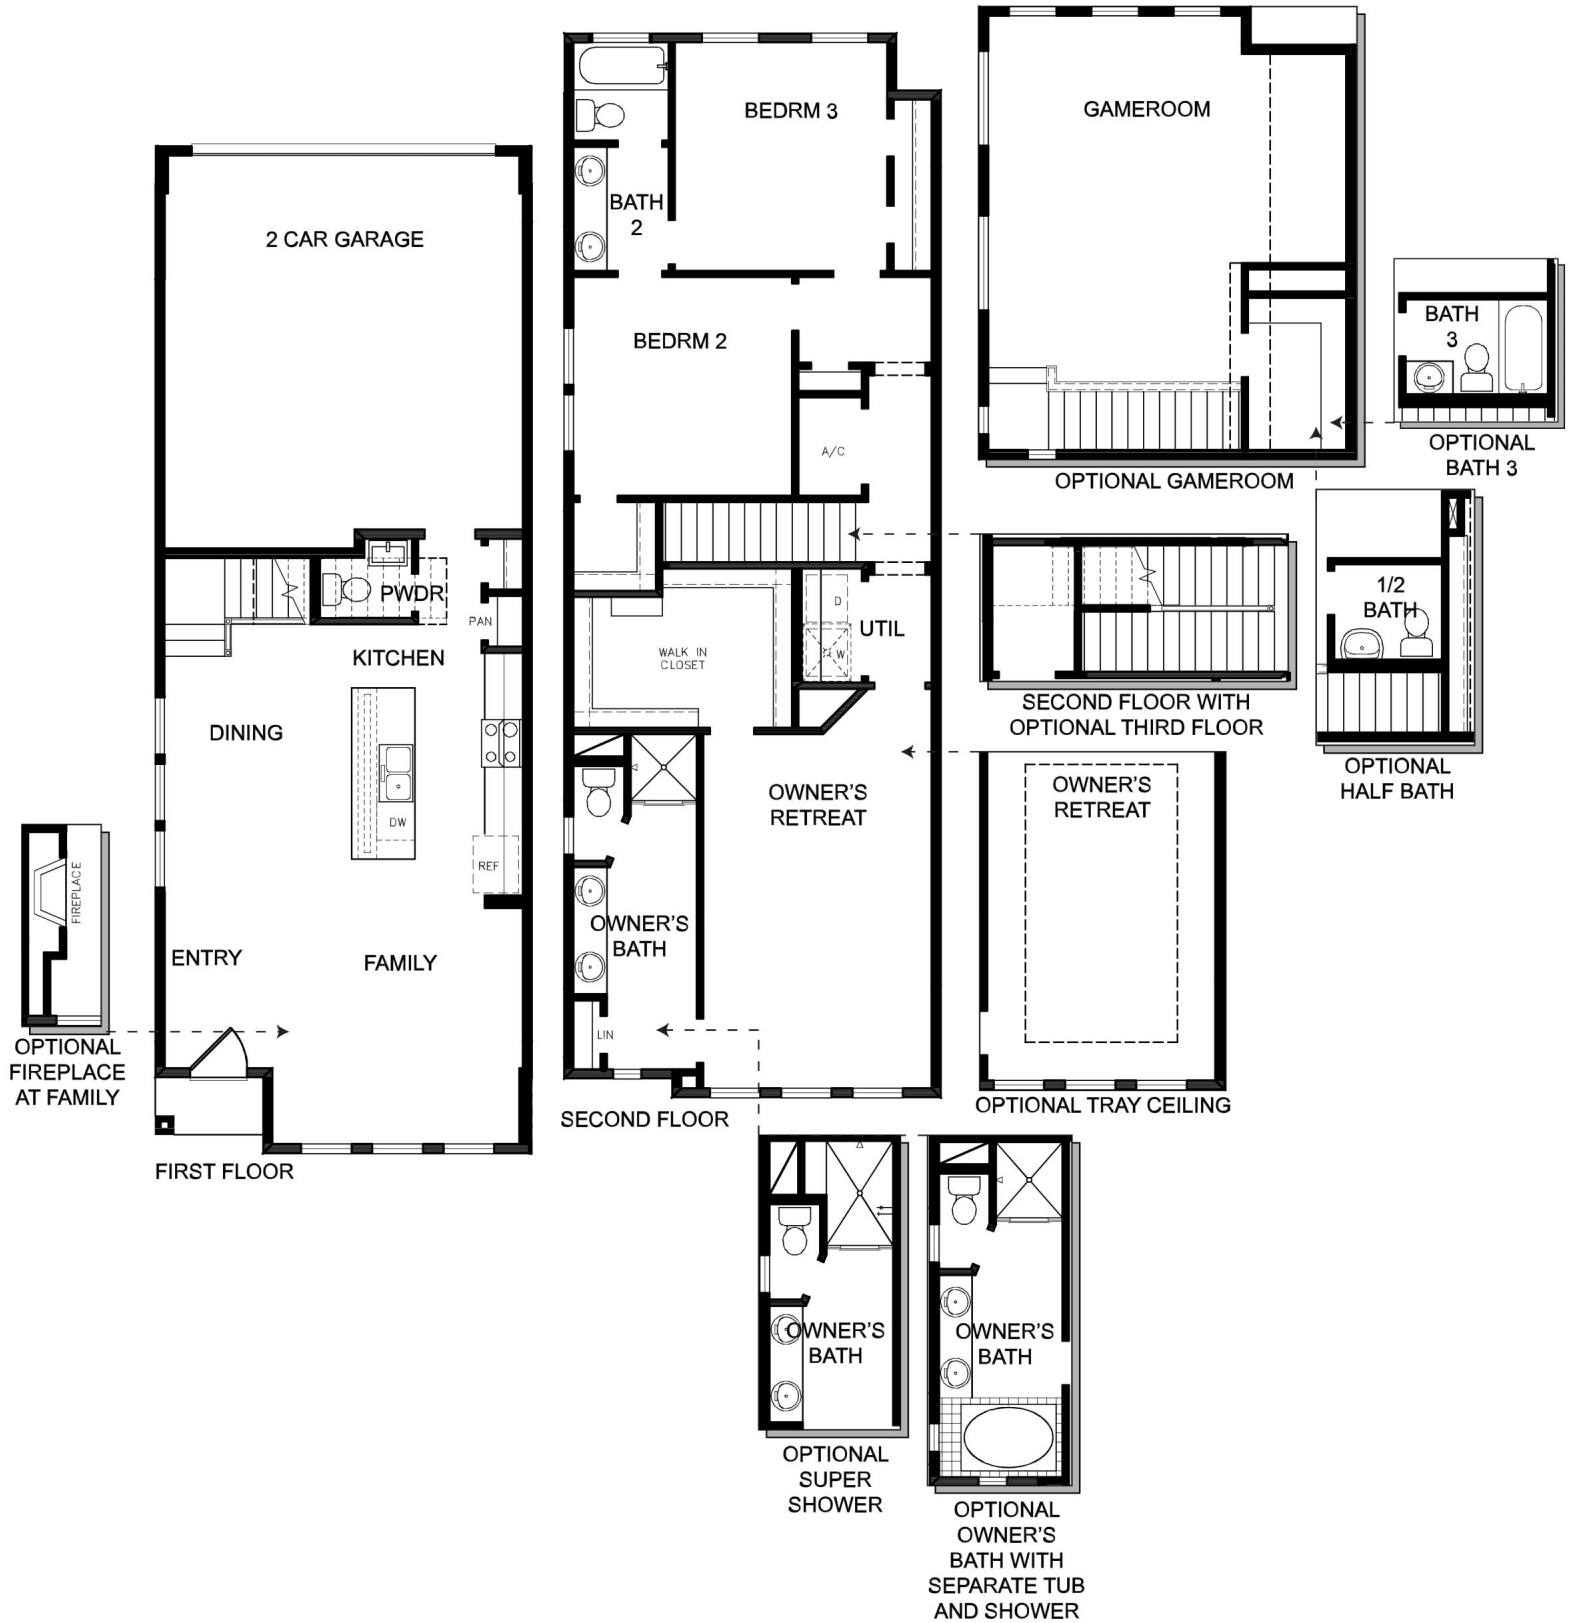 2 CAR GARAGE
PWDR
PAN
KITCHEN
DINING
DW
REF
ENTRY
FAMILY
FIRST FLOOR
FIREPLACE
OPTIONAL
FIREPLACE
AT FAMILY
BEDRM 3
BATH
2
BEDRM 2
A/C
D
W
UTIL
WALK IN
CLOSET
OWNER'S
RETREAT
OWNER'S
BATH
LIN
SECOND FLOOR
GAMEROOM
OPTIONAL GAMEROOM
BATH
3
OPTIONAL
BATH 3
SECOND FLOOR WITH
OPTIONAL THIRD FLOOR
1/2
BATH
OPTIONAL
HALF BATH
OWNER'S
RETREAT
OPTIONAL TRAY CEILING
OWNER'S
BATH
OPTIONAL
SUPER
SHOWER
OWNER'S
BATH
OPTIONAL
OWNER'S
BATH WITH
SEPARATE TUB
AND SHOWER